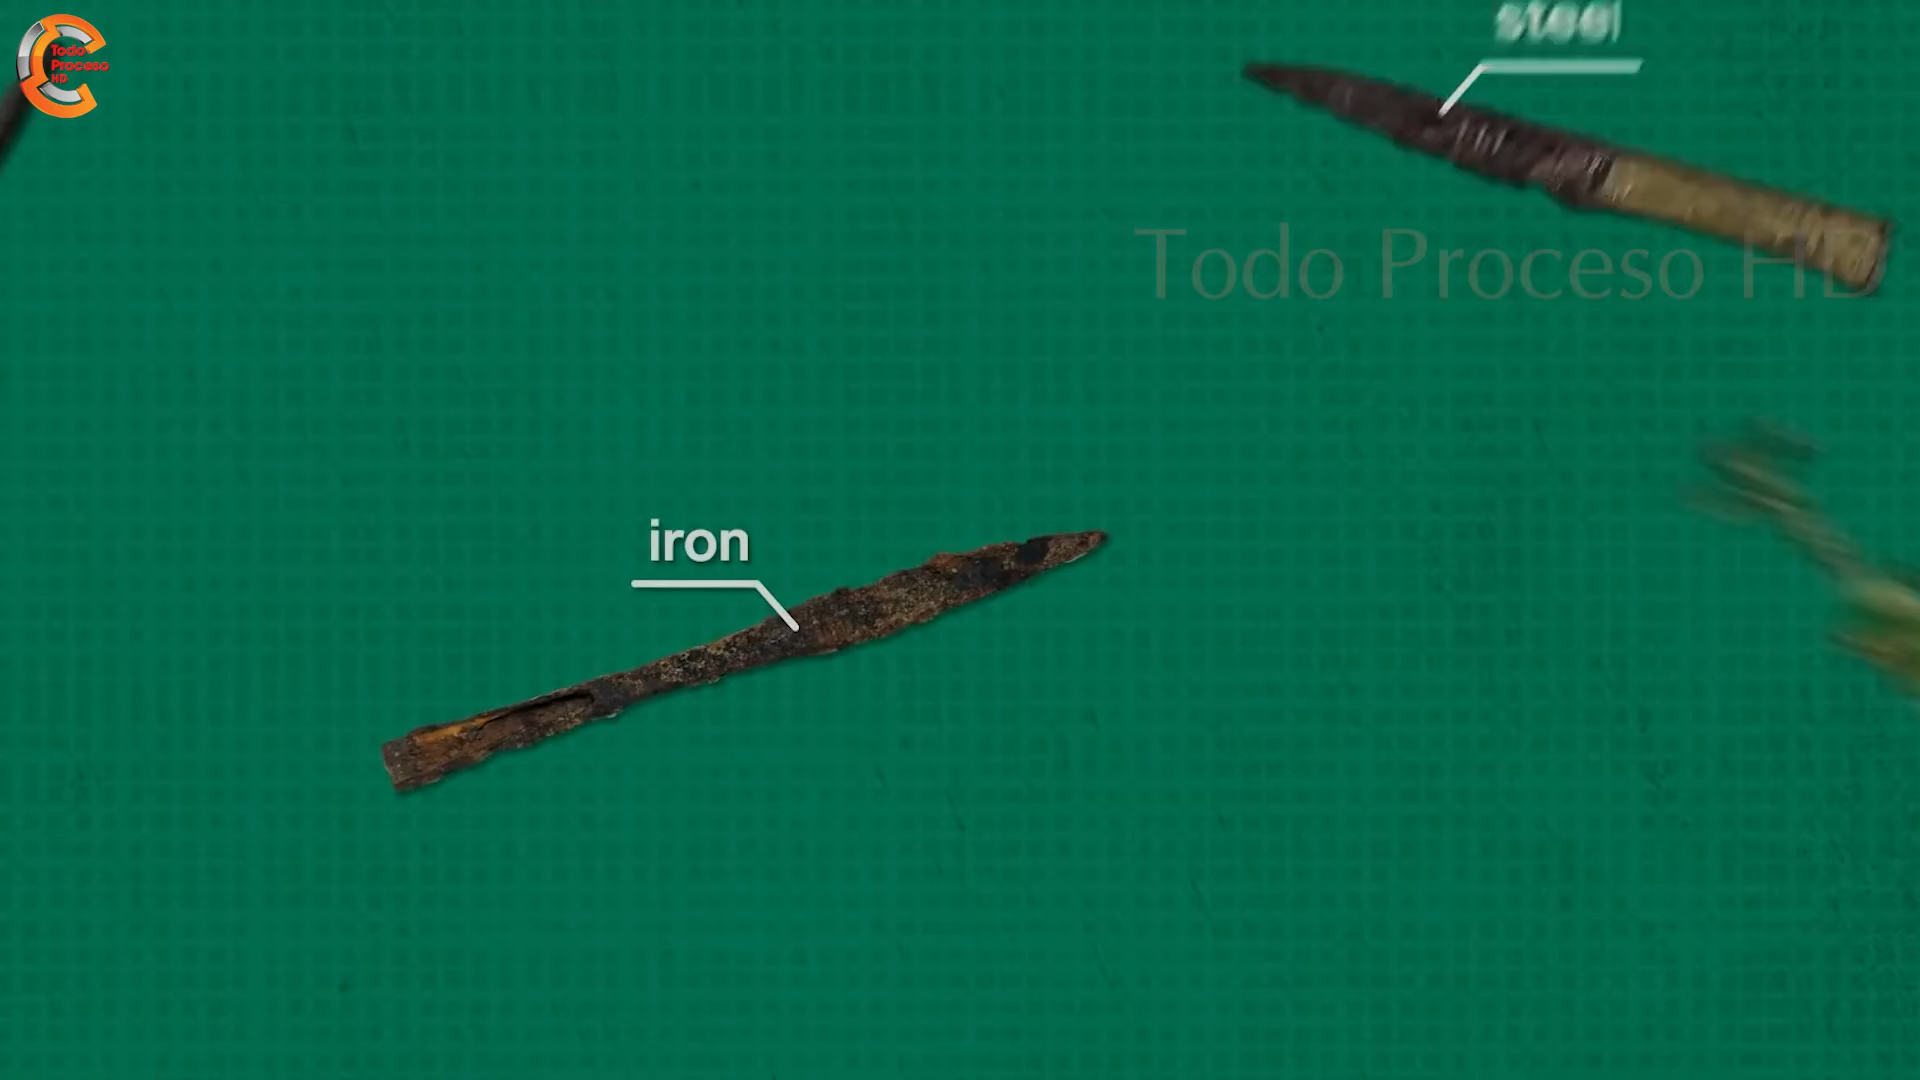 Todo
Proceso
HD
steel
Todo Proceso HD
iron